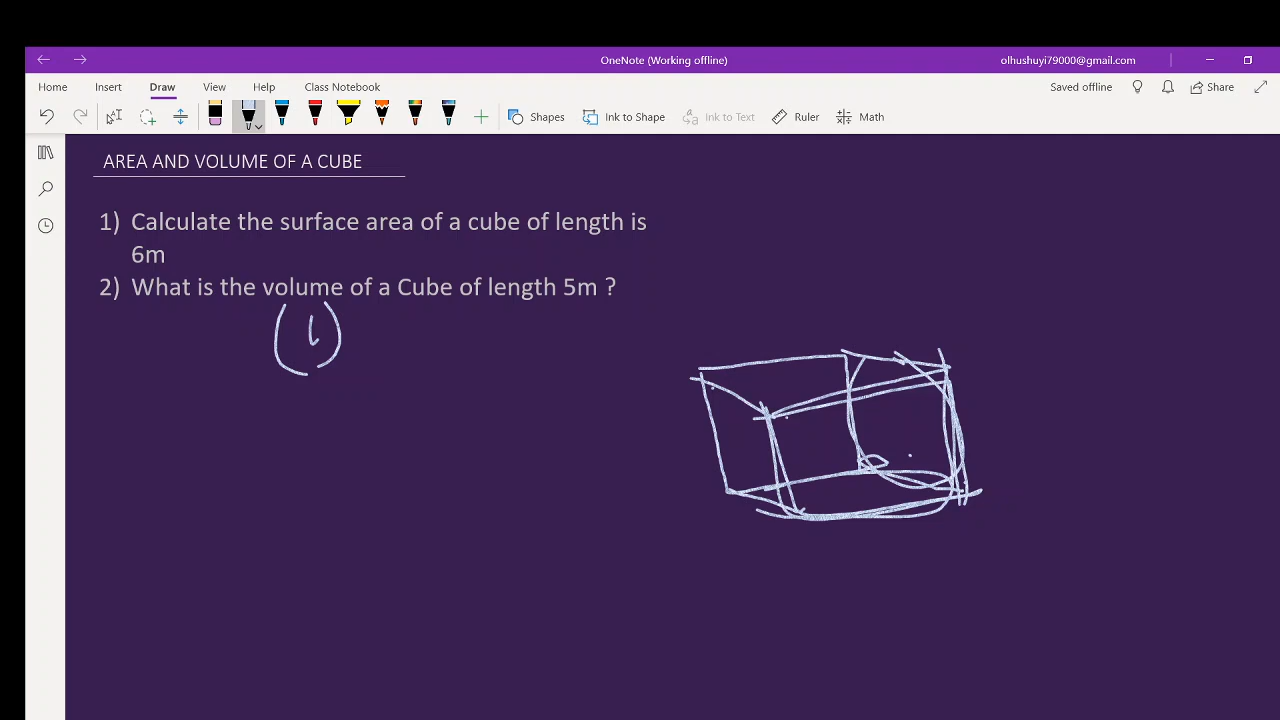 OneNote (Working offline)
olhushuyi79000@gmail.com
Home Insert Draw View Help Class Notebook
Saved offline Share
Shapes Ink to Shape Ink to Text Ruler Math
AREA AND VOLUME OF A CUBE
1) Calculate the surface area of a cube of length is
6m
2) What is the volume of a Cube of length 5m ?
(1)